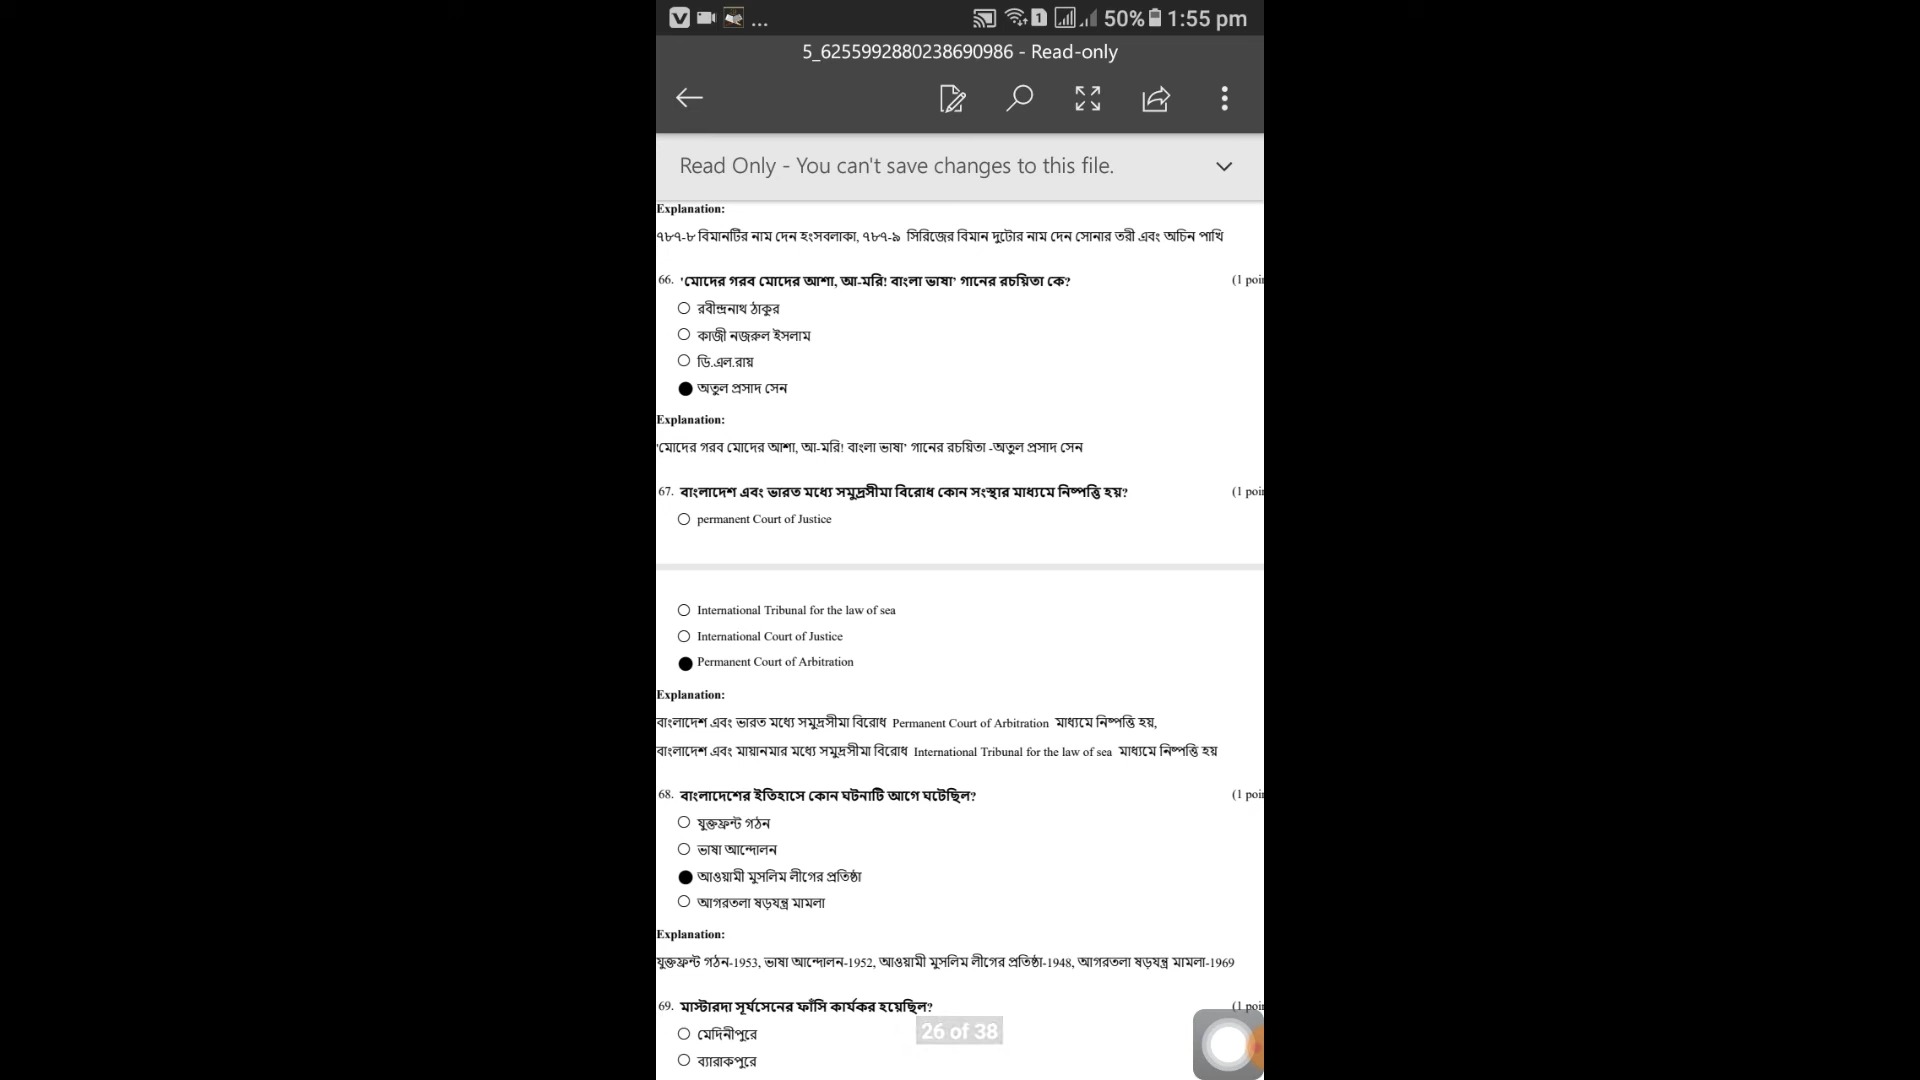 ... 1 50% 1:55 pm
5_6255992880238690986 - Read-only
Read Only - You can't save changes to this file.
Explanation:
৭৮৭-৮ বিমানটির নাম দেন হংসবলাকা, ৭৮৭-৯ সিরিজের বিমান দুটোর নাম দেন সোনার তরী এবং অচিন পাখি
66. 'মোদের গরব মোদের আশা, আ-মরি! বাংলা ভাষা' গানের রচয়িতা কে? (1 poi
রবীন্দ্রনাথ ঠাকুর
কাজী নজরুল ইসলাম
ডি.এল.রায়
অতুল প্রসাদ সেন
Explanation:
'মোদের গরব মোদের আশা, আ-মরি! বাংলা ভাষা' গানের রচয়িতা -অতুল প্রসাদ সেন
67. বাংলাদেশ এবং ভারত মধ্যে সমুদ্রসীমা বিরোধ কোন সংস্থার মাধ্যমে নিষ্পত্তি হয়? (1 poi
permanent Court of Justice
International Tribunal for the law of sea
International Court of Justice
Permanent Court of Arbitration
Explanation:
বাংলাদেশ এবং ভারত মধ্যে সমুদ্রসীমা বিরোধ Permanent Court of Arbitration মাধ্যমে নিষ্পত্তি হয়,
বাংলাদেশ এবং মায়ানমার মধ্যে সমুদ্রসীমা বিরোধ International Tribunal for the law of sea মাধ্যমে নিষ্পত্তি হয়
68. বাংলাদেশের ইতিহাসে কোন ঘটনাটি আগে ঘটেছিল? (1 poi
যুক্তফ্রন্ট গঠন
ভাষা আন্দোলন
আওয়ামী মুসলিম লীগের প্রতিষ্ঠা
আগরতলা ষড়যন্ত্র মামলা
Explanation:
যুক্তফ্রন্ট গঠন-1953, ভাষা আন্দোলন-1952, আওয়ামী মুসলিম লীগের প্রতিষ্ঠা-1948, আগরতলা ষড়যন্ত্র মামলা-1969
69. মাস্টারদা সূর্যসেনের ফাঁসি কার্যকর হয়েছিল? (1 poi
মেদিনীপুরে
ব্যারাকপুরে
26 of 38